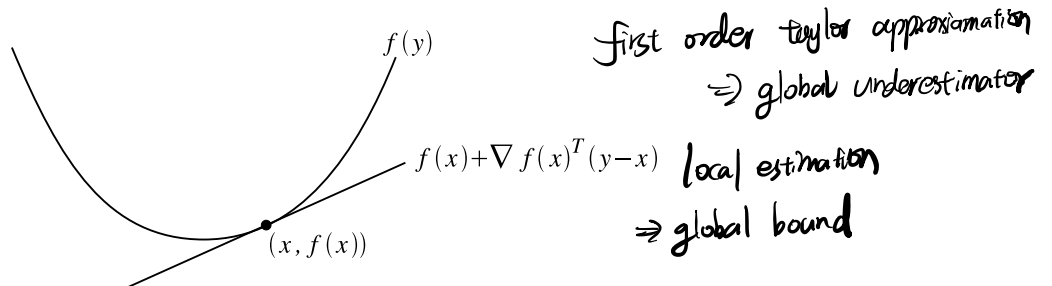 f(y)
first order taylor approxiamation
⇒ global underestimator
f(x)+∇f(x)ᵀ(y−x)
local estimation
⇒ global bound
(x, f(x))